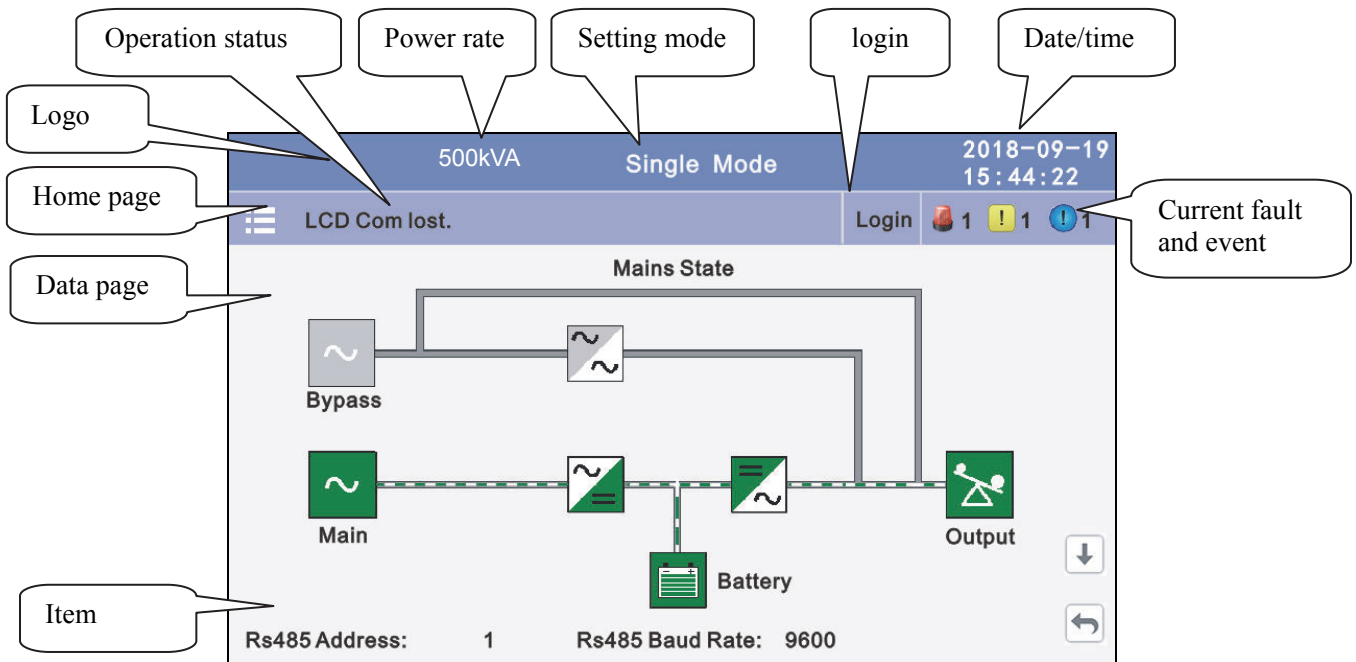 Operation status
Power rate
Setting mode
login
Date/time
Logo
500kVA
Single Mode
2018-09-19
15:44:22
Home page
LCD Com lost.
Login
1
! 1
! 1
Current fault
and event
Data page
Mains State
Bypass
Main
Output
Battery
Item
Rs485 Address: 1 Rs485 Baud Rate: 9600